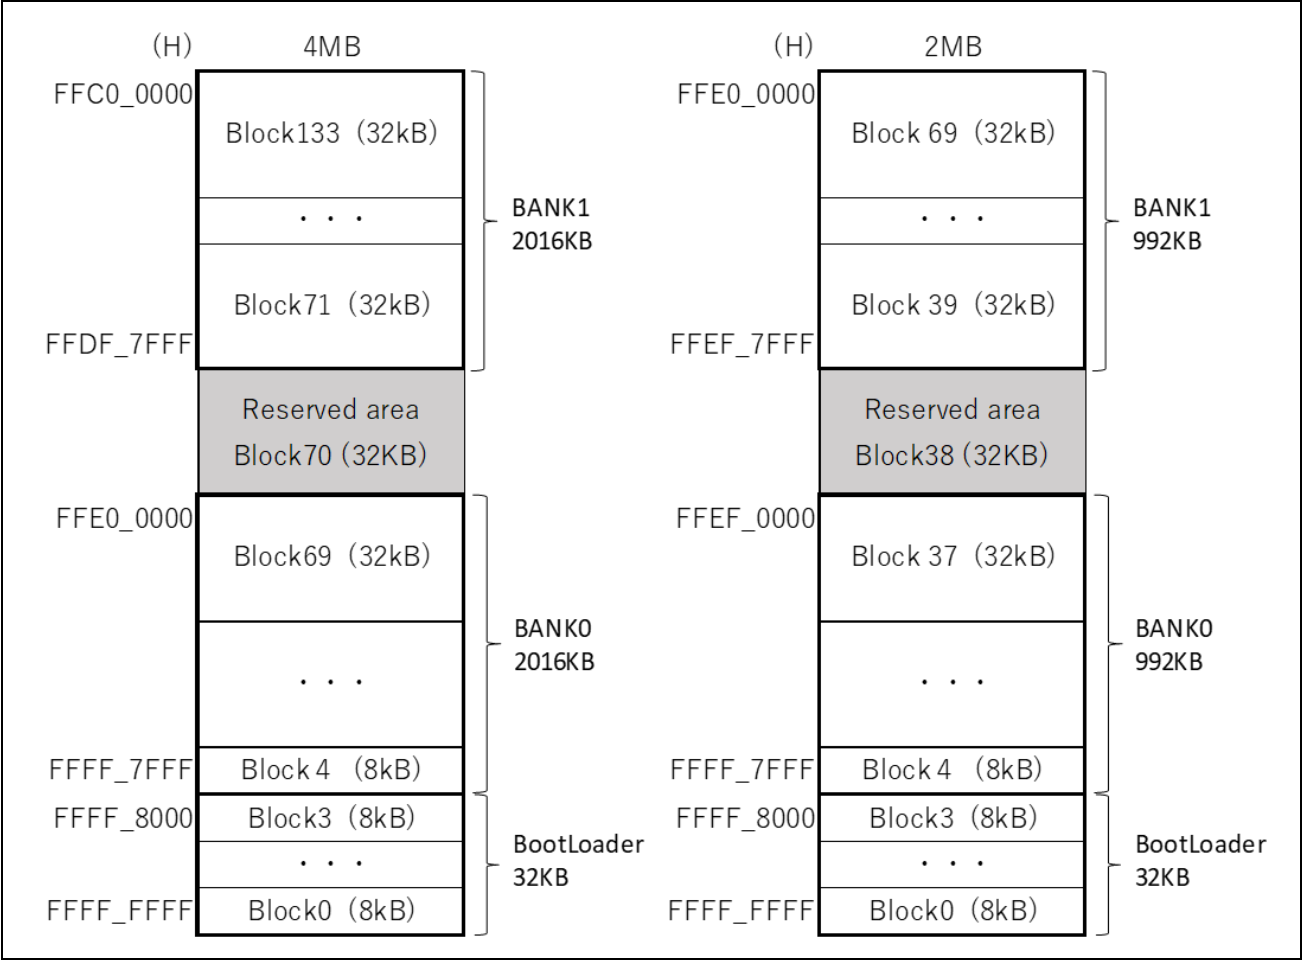 (H) 4MB
FFC0_0000
Block133 (32kB)
. . .
BANK1
2016KB
Block71 (32kB)
FFDF_7FFF
Reserved area
Block70 (32KB)
FFE0_0000
Block69 (32kB)
BANK0
2016KB
. . .
FFFF_7FFF Block 4 (8kB)
FFFF_8000 Block3 (8kB)
. . .
BootLoader
32KB
FFFF_FFFF Block0 (8kB)
(H) 2MB
FFE0_0000
Block 69 (32kB)
. . .
BANK1
992KB
Block 39 (32kB)
FFEF_7FFF
Reserved area
Block38 (32KB)
FFEF_0000
Block 37 (32kB)
BANK0
992KB
. . .
FFFF_7FFF Block 4 (8kB)
FFFF_8000 Block3 (8kB)
. . .
BootLoader
32KB
FFFF_FFFF Block0 (8kB)